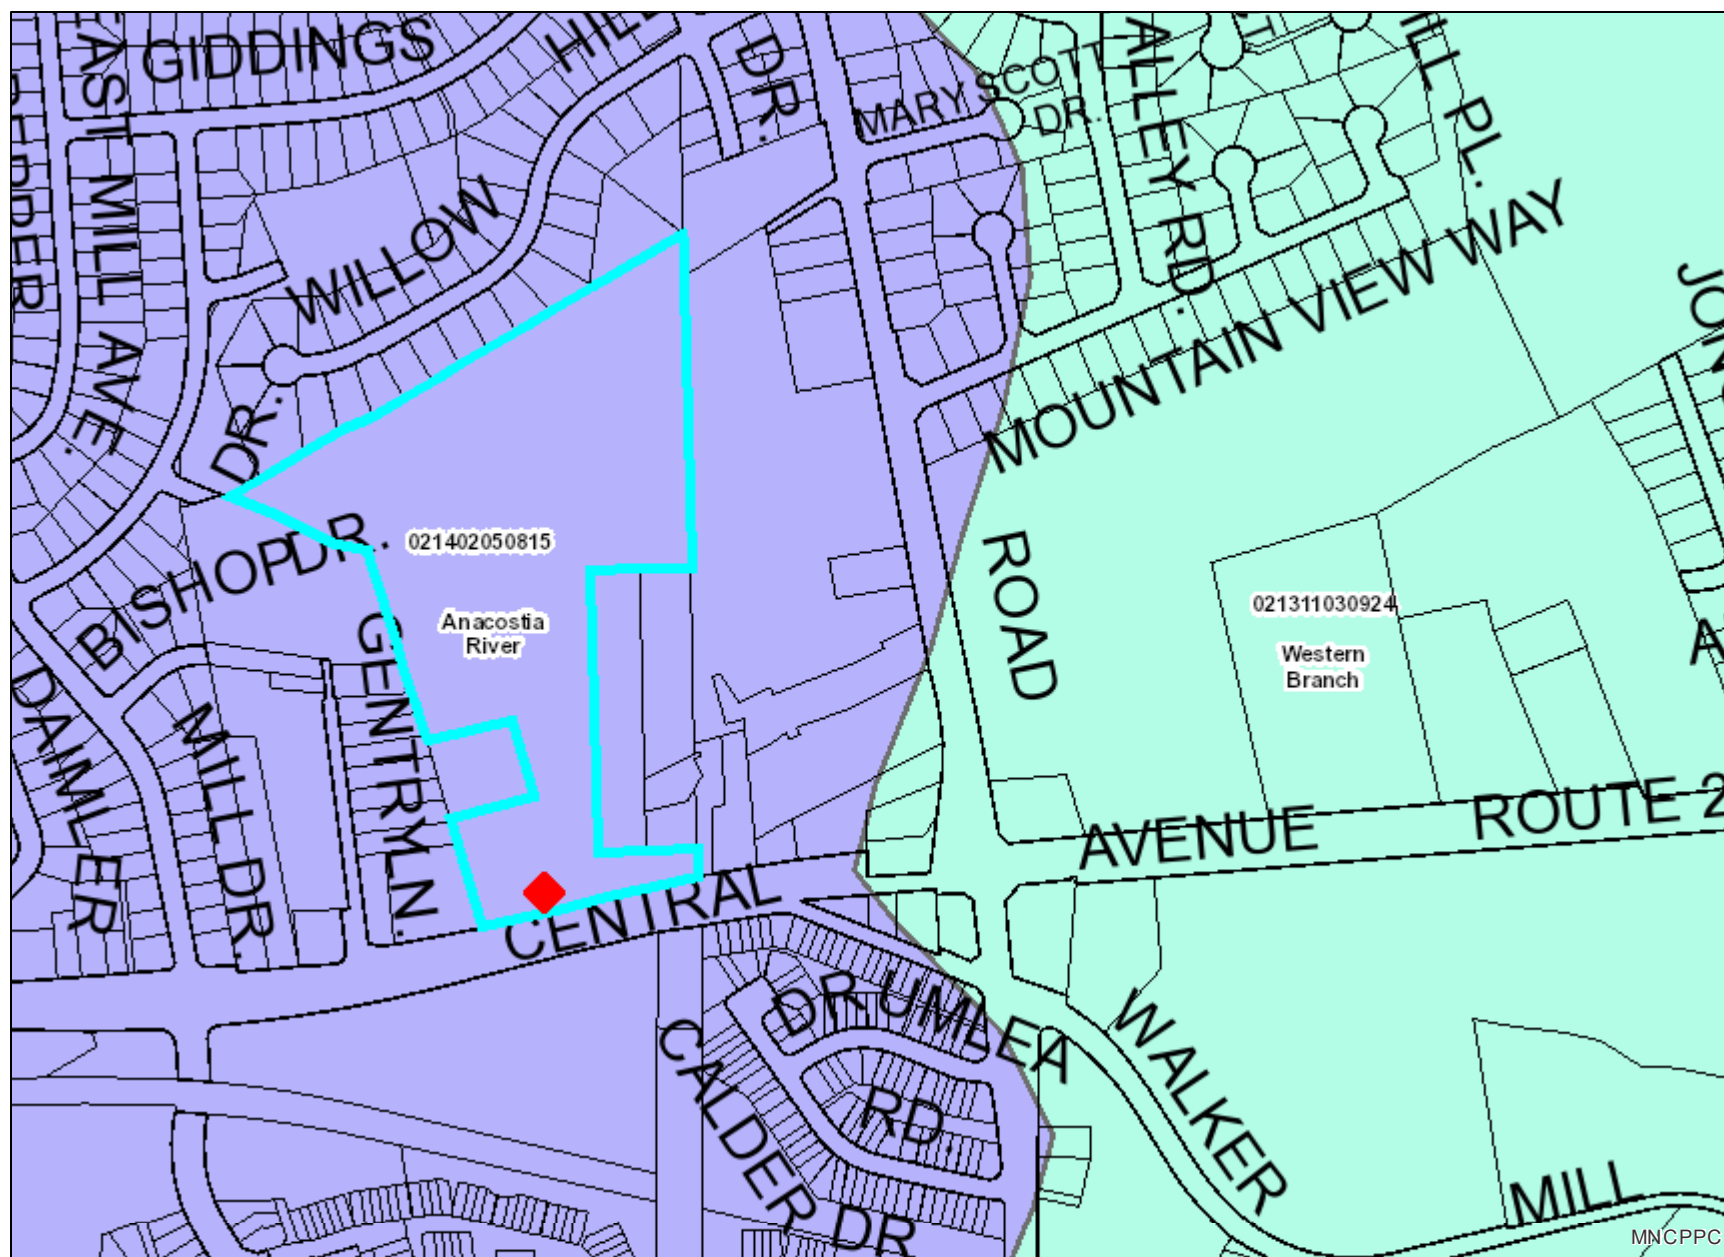 GIDDINGS
HILL
DR.
MARY SCOTT
DR.
ALLEY RD.
HILL PL.
EAST MILL AVE.
PEPPER
WILLOW
DR.
MOUNTAIN VIEW WAY
BISHOP DR.
021402050815
Anacostia
River
GENTRY LN.
ROAD
021311030924
Western
Branch
DAIMLER
MILL DR.
AVENUE
ROUTE 2
CENTRAL
DRUMLEA
RD.
CALDER DR
WALKER
MILL
MNCPPC